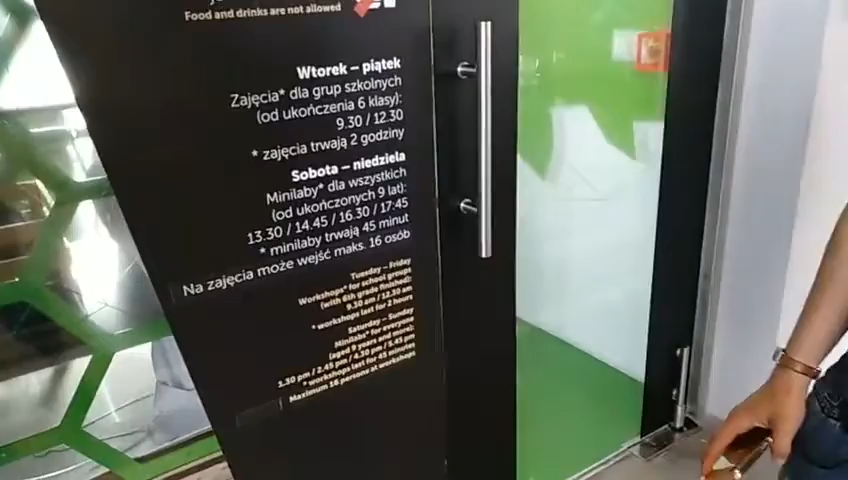 Food and drinks are not allowed
Wtorek – piątek
Zajęcia* dla grup szkolnych
(od ukończenia 6 klasy):
9.30 / 12.30
* zajęcia trwają 2 godziny
Sobota – niedziela
Minilaby* dla wszystkich
(od ukończonych 9 lat):
13.30 / 14.45 / 16.30 / 17.45
* minilaby trwają 45 minut
Na zajęcia może wejść maks. 16 osób
Tuesday – Friday
Workshops* for school groups
(with 6th grade finished):
9.30 am / 12.30 am
* workshops last for 2 hours
Saturday – Sunday
Minilabs* for everyone
(aged 9 years and more):
1.30 pm / 2.45 pm / 4.30 pm / 5.45 pm
* workshops last for 45 minutes
Maximum 16 persons at workshops